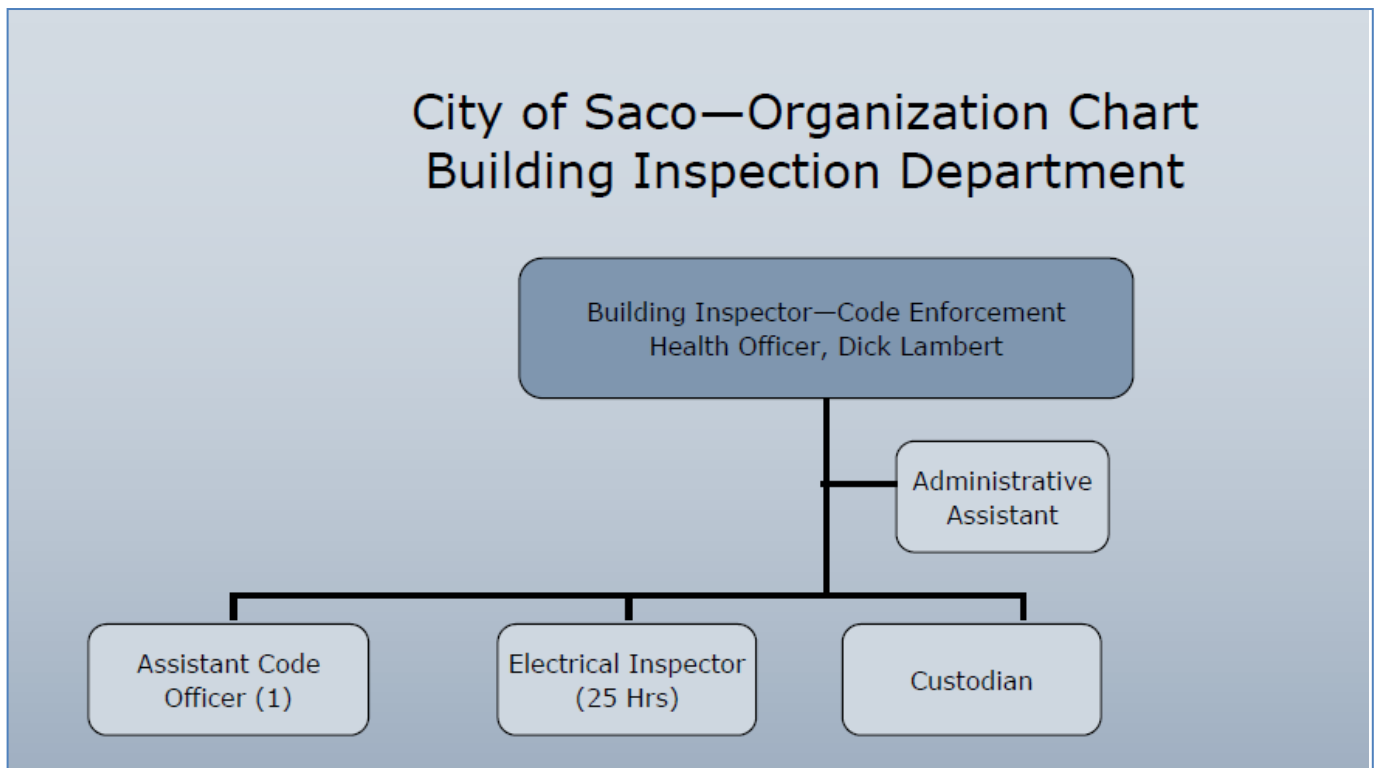 City of Saco—Organization Chart
Building Inspection Department
Building Inspector—Code Enforcement
Health Officer, Dick Lambert
Administrative
Assistant
Assistant Code
Officer (1)
Electrical Inspector
(25 Hrs)
Custodian